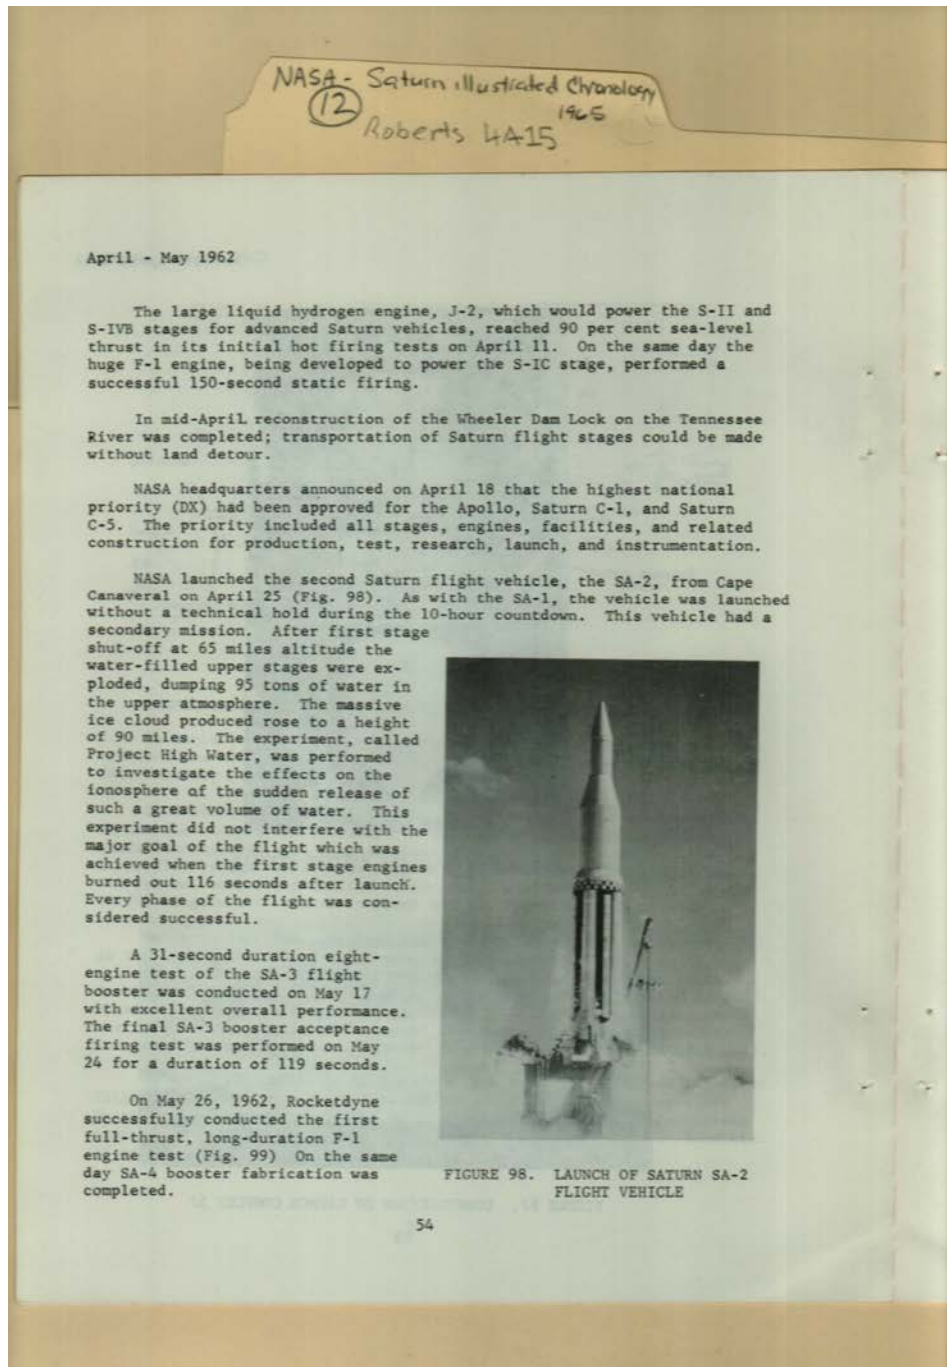 NASA - Saturn illustrated Chronology
12
1965
Roberts 4A15
April - May 1962
The large liquid hydrogen engine, J-2, which would power the S-II and
S-IVB stages for advanced Saturn vehicles, reached 90 per cent sea-level
thrust in its initial hot firing tests on April 11.  On the same day the
huge F-1 engine, being developed to power the S-IC stage, performed a
successful 150-second static firing.
In mid-April reconstruction of the Wheeler Dam Lock on the Tennessee
River was completed; transportation of Saturn flight stages could be made
without land detour.
NASA headquarters announced on April 18 that the highest national
priority (DX) had been approved for the Apollo, Saturn C-1, and Saturn
C-5.  The priority included all stages, engines, facilities, and related
construction for production, test, research, launch, and instrumentation.
NASA launched the second Saturn flight vehicle, the SA-2, from Cape
Canaveral on April 25 (Fig. 98).  As with the SA-1, the vehicle was launched
without a technical hold during the 10-hour countdown.  This vehicle had a
secondary mission.  After first stage
shut-off at 65 miles altitude the
water-filled upper stages were ex-
ploded, dumping 95 tons of water in
the upper atmosphere.  The massive
ice cloud produced rose to a height
of 90 miles.  The experiment, called
Project High Water, was performed
to investigate the effects on the
ionosphere of the sudden release of
such a great volume of water.  This
experiment did not interfere with the
major goal of the flight which was
achieved when the first stage engines
burned out 116 seconds after launch.
Every phase of the flight was con-
sidered successful.
A 31-second duration eight-
engine test of the SA-3 flight
booster was conducted on May 17
with excellent overall performance.
The final SA-3 booster acceptance
firing test was performed on May
24 for a duration of 119 seconds.
On May 26, 1962, Rocketdyne
successfully conducted the first
full-thrust, long-duration F-1
engine test (Fig. 99)  On the same
day SA-4 booster fabrication was
completed.
FIGURE 98.  LAUNCH OF SATURN SA-2
FLIGHT VEHICLE
54